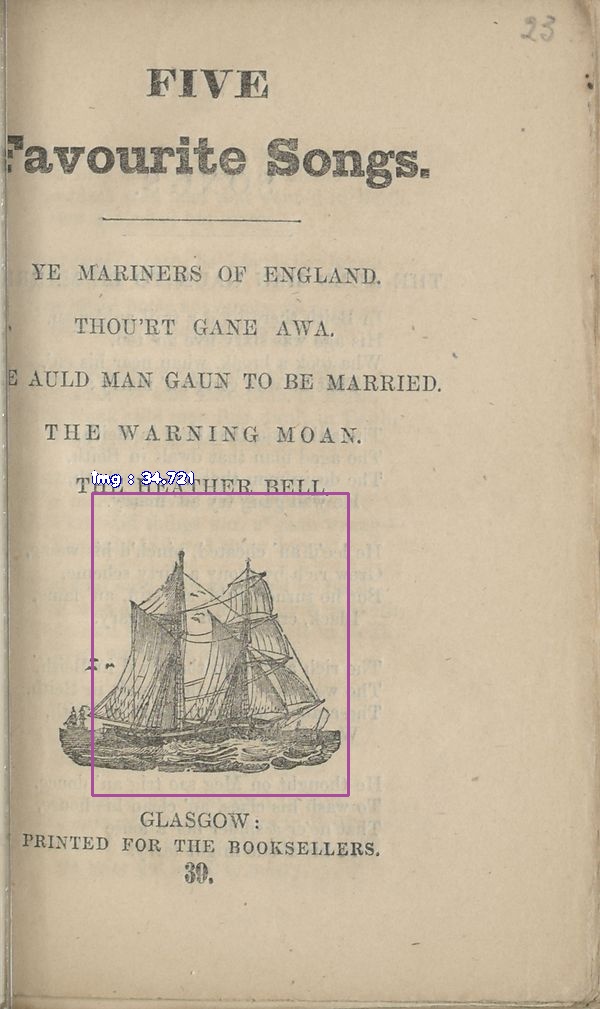 23
FIVE
Favourite Songs.
YE MARINERS OF ENGLAND.
THOU'RT GANE AWA.
E AULD MAN GAUN TO BE MARRIED.
THE WARNING MOAN.
img : 34.721
THE HEATHER BELL.
GLASGOW:
PRINTED FOR THE BOOKSELLERS.
39.